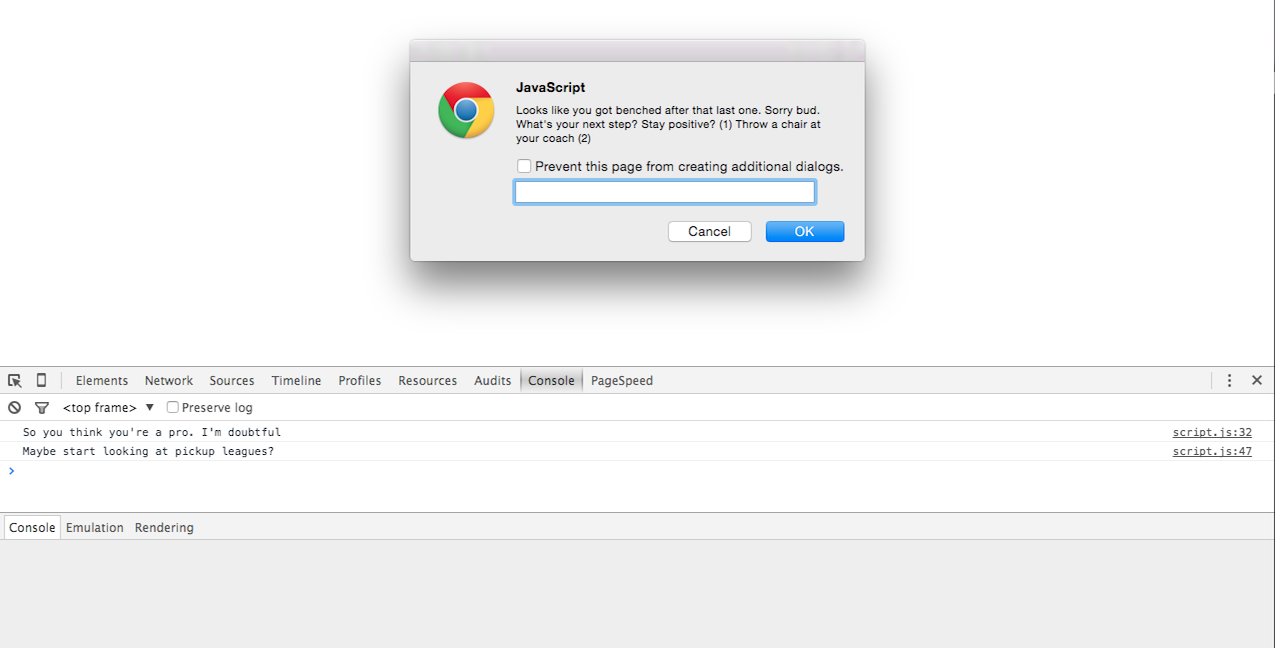 JavaScript
Looks like you got benched after that last one. Sorry bud.
What's your next step? Stay positive? (1) Throw a chair at
your coach (2)
Prevent this page from creating additional dialogs.
Cancel OK
Elements Network Sources Timeline Profiles Resources Audits Console PageSpeed
<top frame> ▼ Preserve log
So you think you're a pro. I'm doubtful script.js:32
Maybe start looking at pickup leagues? script.js:47
>
Console Emulation Rendering